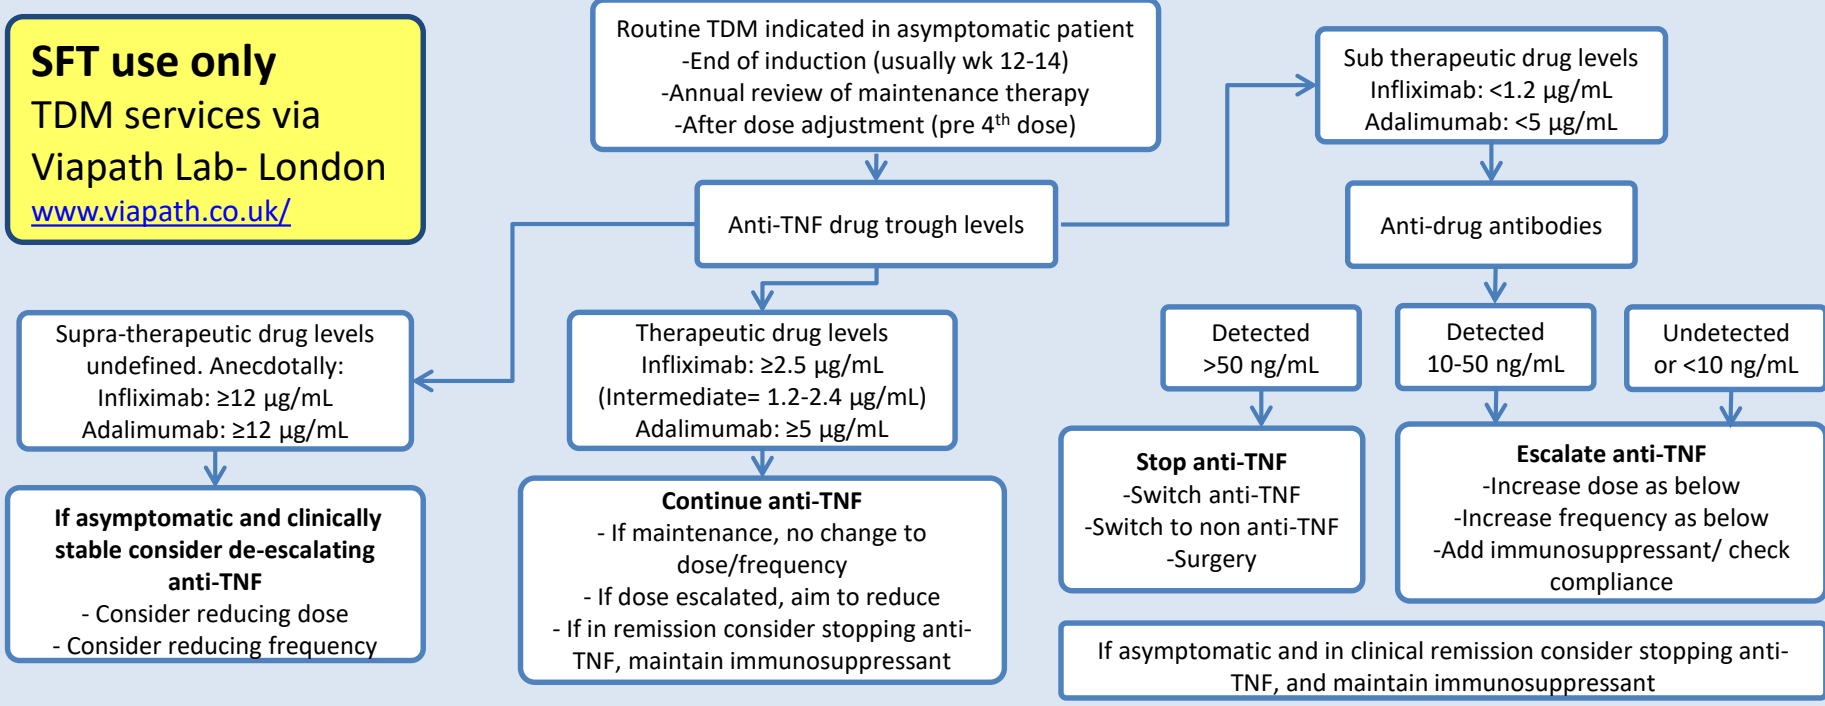 SFT use only
TDM services via
Viapath Lab- London
www.viapath.co.uk/
Routine TDM indicated in asymptomatic patient
-End of induction (usually wk 12-14)
-Annual review of maintenance therapy
-After dose adjustment (pre 4th dose)
Sub therapeutic drug levels
Infliximab: <1.2 µg/mL
Adalimumab: <5 µg/mL
Anti-TNF drug trough levels
Anti-drug antibodies
Supra-therapeutic drug levels
undefined. Anecdotally:
Infliximab: ≥12 µg/mL
Adalimumab: ≥12 µg/mL
Therapeutic drug levels
Infliximab: ≥2.5 µg/mL
(Intermediate= 1.2-2.4 µg/mL)
Adalimumab: ≥5 µg/mL
Detected
>50 ng/mL
Detected
10-50 ng/mL
Undetected
or <10 ng/mL
If asymptomatic and clinically
stable consider de-escalating
anti-TNF
- Consider reducing dose
- Consider reducing frequency
Continue anti-TNF
- If maintenance, no change to
dose/frequency
- If dose escalated, aim to reduce
- If in remission consider stopping anti-
TNF, maintain immunosuppressant
Stop anti-TNF
-Switch anti-TNF
-Switch to non anti-TNF
-Surgery
Escalate anti-TNF
-Increase dose as below
-Increase frequency as below
-Add immunosuppressant/ check
compliance
If asymptomatic and in clinical remission consider stopping anti-
TNF, and maintain immunosuppressant